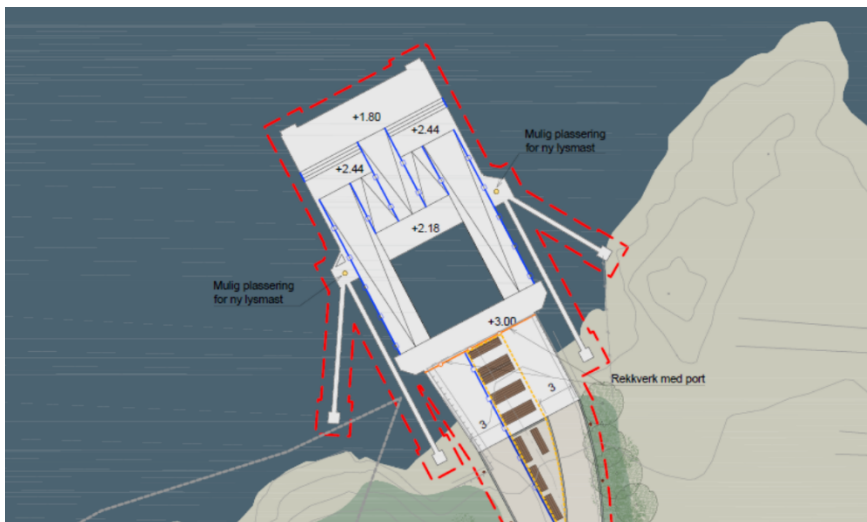 +1.80
+2.44
Mulig plassering
for ny lysmast
+2.44
+2.18
Mulig plassering
for ny lysmast
+3.00
Rekkverk med port
3
3